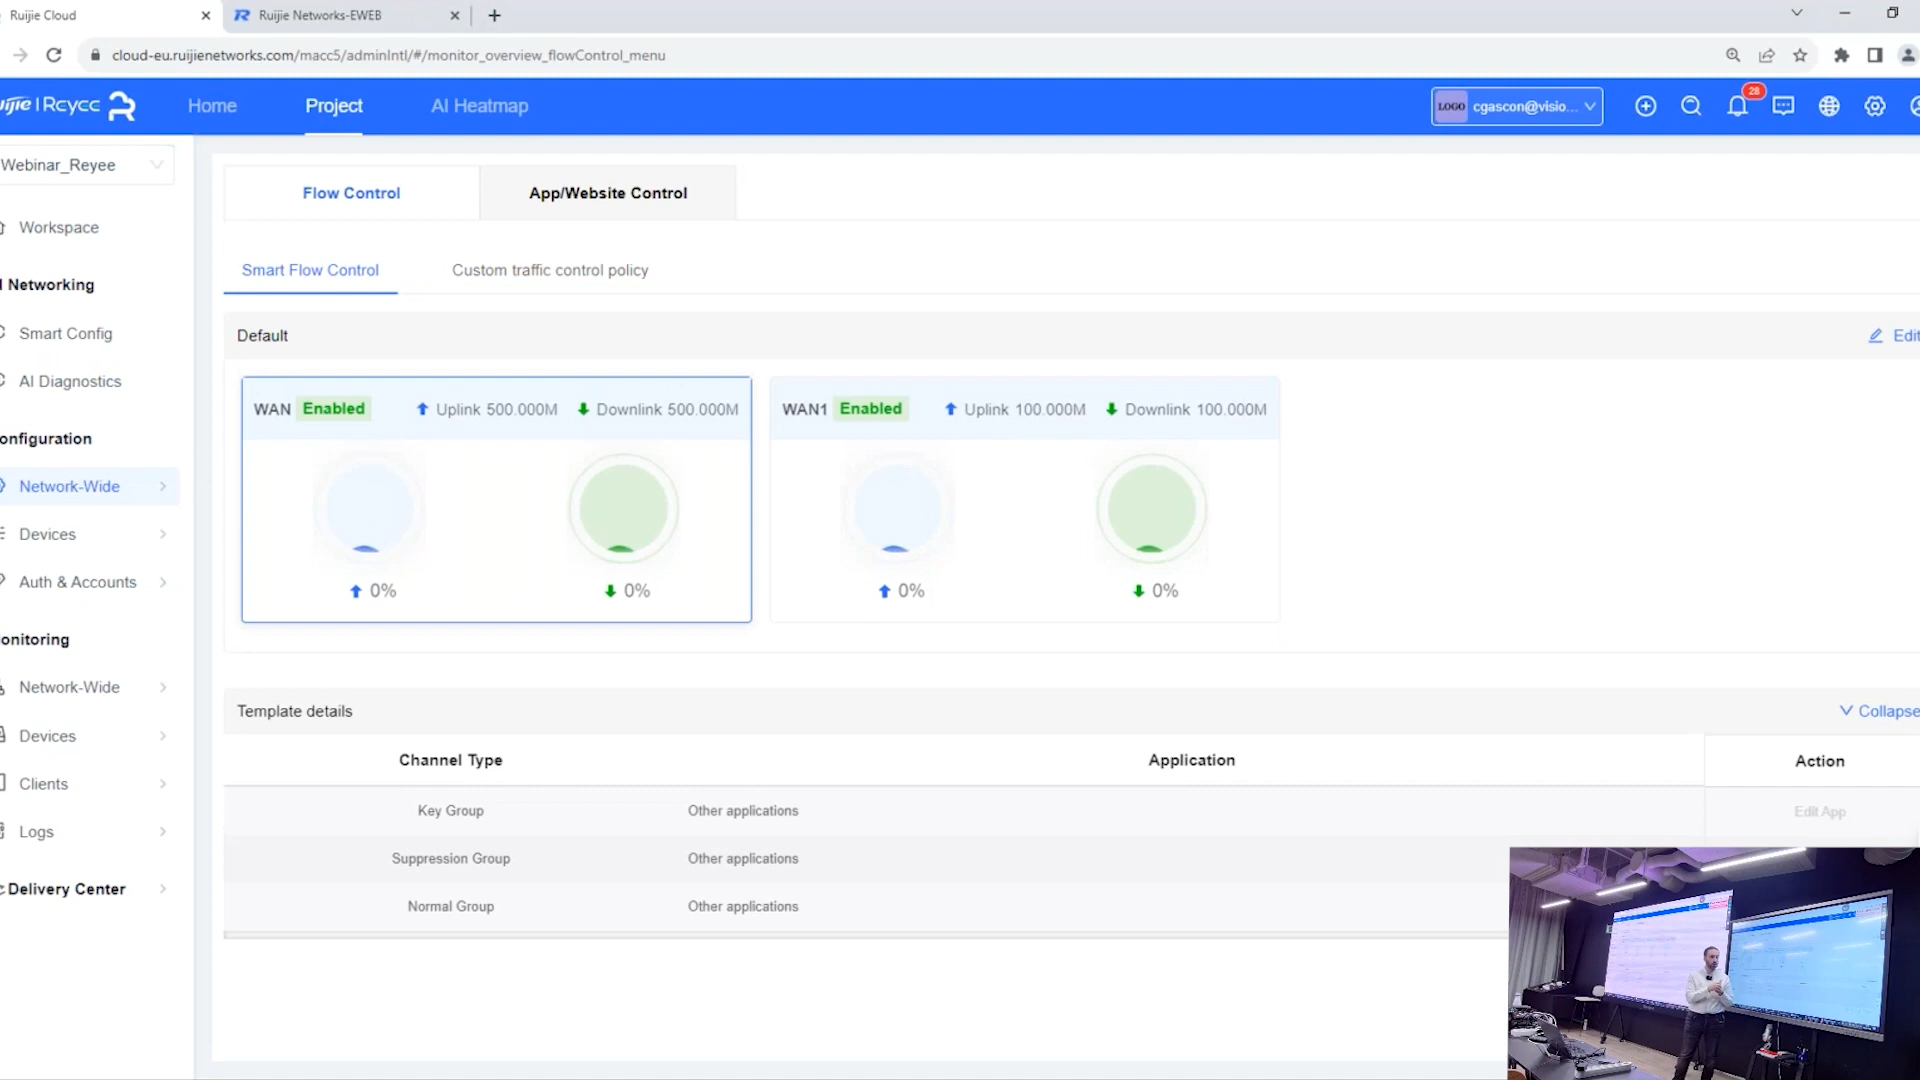 Ruijie Cloud
Ruijie Networks-EWEB
cloud-eu.ruijienetworks.com/macc5/adminIntl/#/monitor_overview_flowControl_menu
uijie | Rcycc
Home
Project
AI Heatmap
LOGO
cgascon@visio...
28
Webinar_Reyee
Workspace
Networking
Smart Config
AI Diagnostics
onfiguration
Network-Wide
Devices
Auth & Accounts
onitoring
Network-Wide
Devices
Clients
Logs
Delivery Center
Flow Control
App/Website Control
Smart Flow Control
Custom traffic control policy
Default
Edit
WAN Enabled Uplink 500.000M Downlink 500.000M
0% 0%
WAN1 Enabled Uplink 100.000M Downlink 100.000M
0% 0%
Template details
Collapse
Channel Type Application Action
Key Group Other applications Edit App
Suppression Group Other applications
Normal Group Other applications